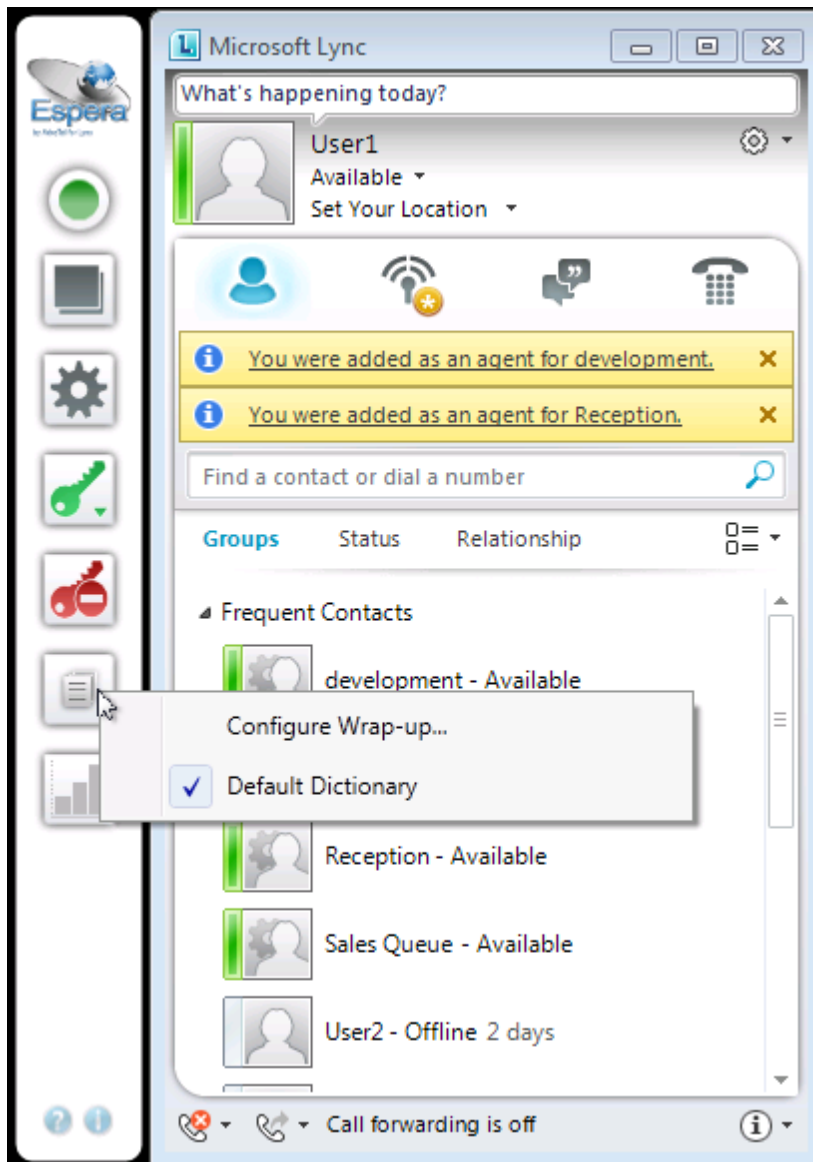 Microsoft Lync
What's happening today?
Espera
User1
Available
Set Your Location
You were added as an agent for development.
You were added as an agent for Reception.
Find a contact or dial a number
Groups Status Relationship
Frequent Contacts
development - Available
Configure Wrap-up...
Default Dictionary
Reception - Available
Sales Queue - Available
User2 - Offline 2 days
Call forwarding is off